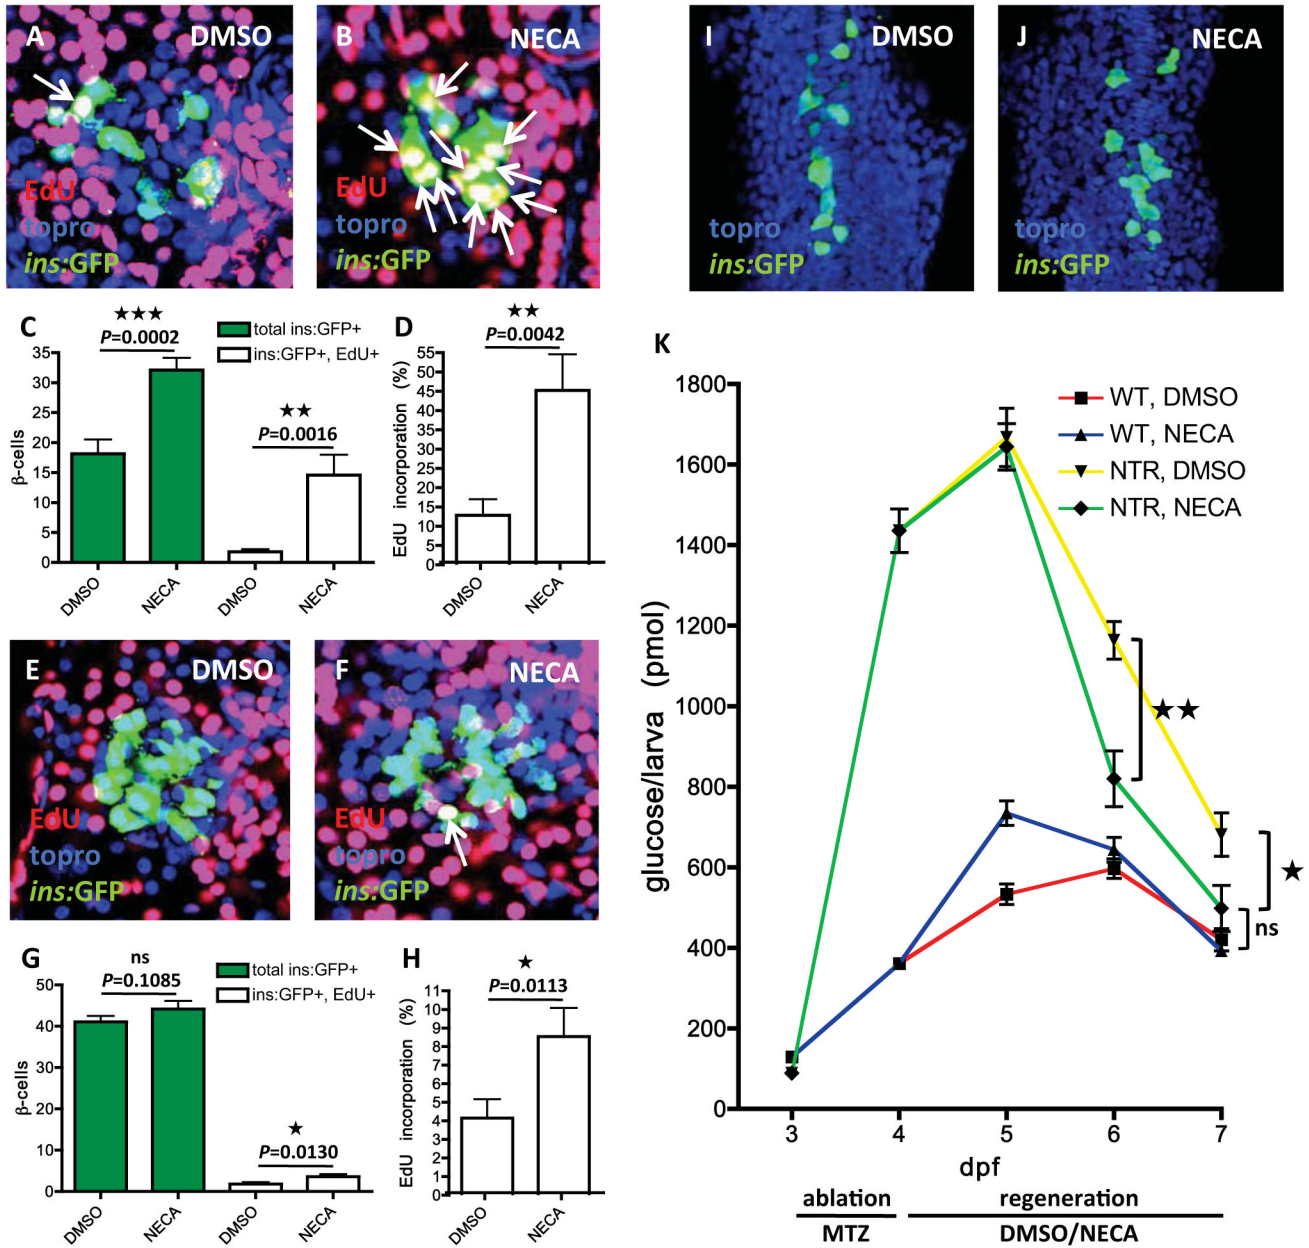 A DMSO
EdU
topro
ins:GFP
B NECA
EdU
topro
ins:GFP
C
★★★
P=0.0002
total ins:GFP+
ins:GFP+, EdU+
★★
P=0.0016
β-cells
35
30
25
20
15
10
5
0
DMSO
NECA
DMSO
NECA
D
★★
P=0.0042
EdU incorporation (%)
55
50
45
40
35
30
25
20
15
10
5
0
DMSO
NECA
E DMSO
EdU
topro
ins:GFP
F NECA
EdU
topro
ins:GFP
G
ns
P=0.1085
total ins:GFP+
ins:GFP+, EdU+
★
P=0.0130
β-cells
50
40
30
20
10
0
DMSO
NECA
DMSO
NECA
H
★
P=0.0113
EdU incorporation (%)
11
10
9
8
7
6
5
4
3
2
1
0
DMSO
NECA
I DMSO
topro
ins:GFP
J NECA
topro
ins:GFP
K
WT, DMSO
WT, NECA
NTR, DMSO
NTR, NECA
glucose/larva (pmol)
1800
1600
1400
1200
1000
800
600
400
200
0
★★
★
ns
3 4 5 6 7
dpf
ablation regeneration
MTZ DMSO/NECA